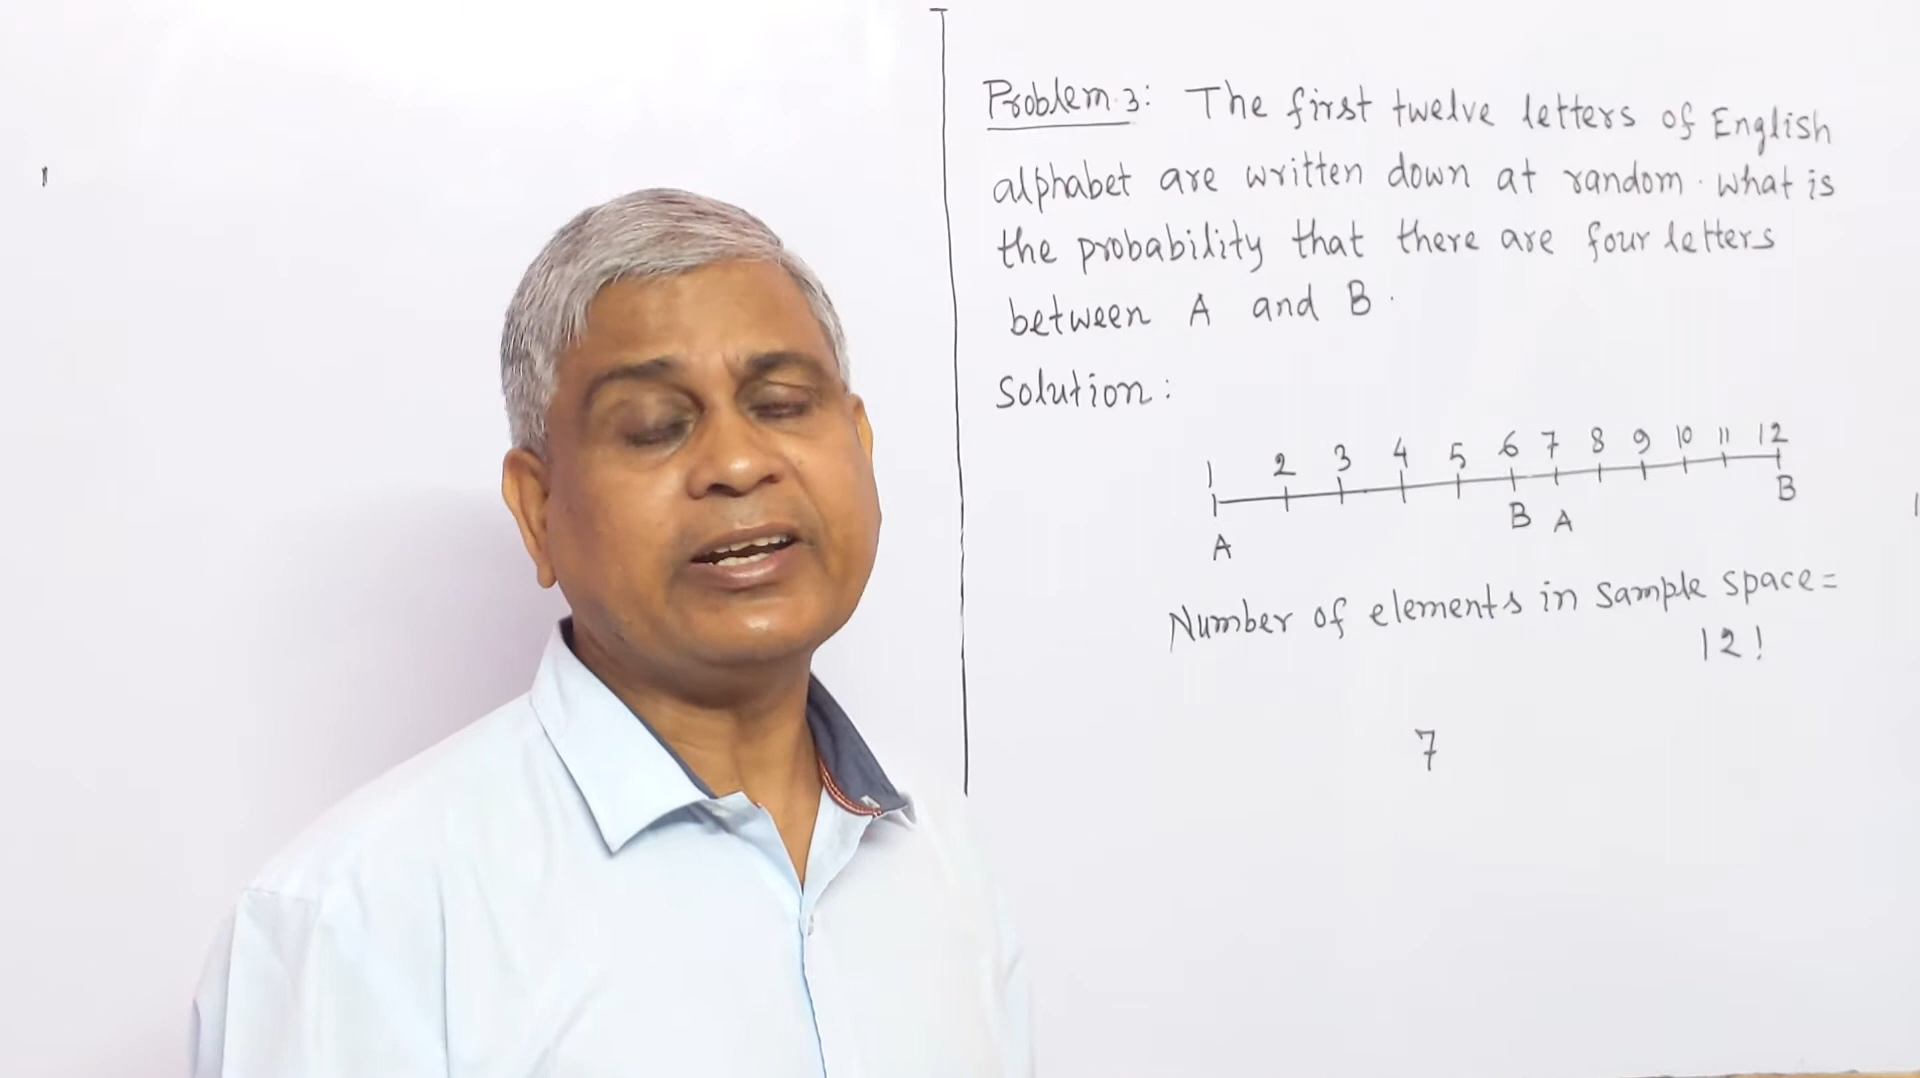 Problem.3: The first twelve letters of English
alphabet are written down at random. what is
the probability that there are four letters
between A and B.
Solution:
1 2 3 4 5 6 7 8 9 10 11 12
A B A B
Number of elements in sample space =
12!
7